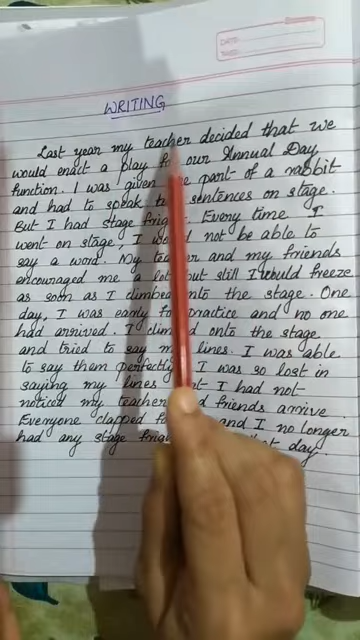 DATE
WRITING
Last year my teacher decided that we
would enact a play for our Annual Day
function. I was given the part of a rabbit
and had to speak sentences on stage.
But I had stage fright. Every time I
went on stage, I would not be able to
say a word. My teacher and my friends
encouraged me a lot but still I would freeze
as soon as I climbed onto the stage. One
day, I was early for practice and no one
had arrived. I climbed onto the stage
and tried to say my lines. I was able
to say them perfectly. I was so lost in
saying my lines that I had not
noticed my teacher and friends arrive.
Everyone clapped for and I no longer
had any stage fright day.